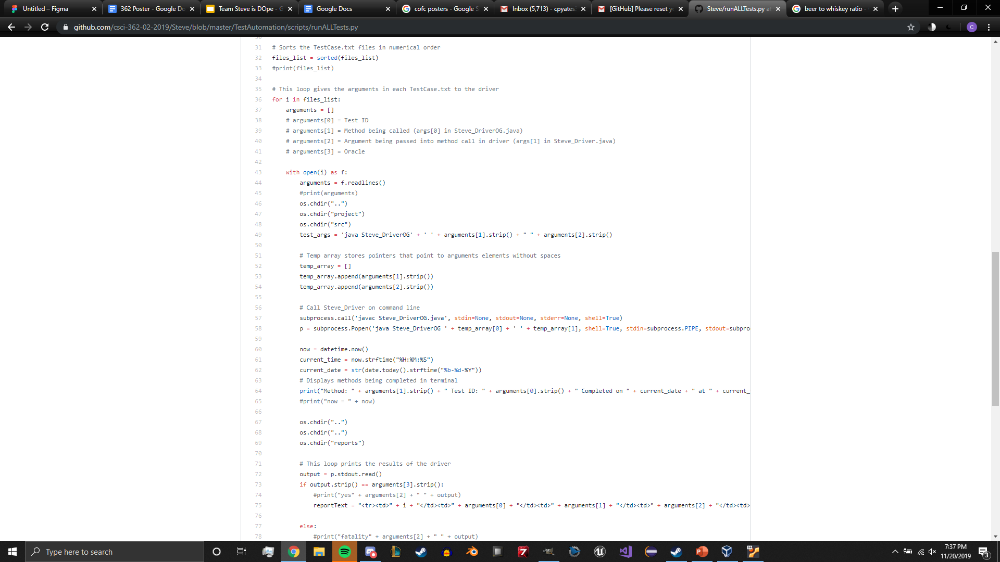 Untitled – Figma
362 Poster - Google Do
Team Steve is DOpe - G
Google Docs
cofc posters - Google S
Inbox (5,713) - cpyates
[GitHub] Please reset yo
Steve/runALLTests.py at
beer to whiskey ratio -
github.com/csci-362-02-2019/Steve/blob/master/TestAutomation/scripts/runALLTests.py
C
30
31 # Sorts the TestCase.txt files in numerical order
32 files_list = sorted(files_list)
33 #print(files_list)
34
35 # This loop gives the arguments in each TestCase.txt to the driver
36 for i in files_list:
37 arguments = []
38 # arguments[0] = Test ID
39 # arguments[1] = Method being called (args[0] in Steve_DriverOG.java)
40 # arguments[2] = Argument being passed into method call in driver (args[1] in Steve_Driver.java)
41 # arguments[3] = Oracle
42
43 with open(i) as f:
44 arguments = f.readlines()
45 #print(arguments)
46 os.chdir("..")
47 os.chdir("project")
48 os.chdir("src")
49 test_args = 'java Steve_DriverOG' + ' ' + arguments[1].strip() + " " + arguments[2].strip()
50
51 # Temp array stores pointers that point to arguments elements without spaces
52 temp_array = []
53 temp_array.append(arguments[1].strip())
54 temp_array.append(arguments[2].strip())
55
56 # Call Steve_Driver on command line
57 subprocess.call('javac Steve_DriverOG.java', stdin=None, stdout=None, stderr=None, shell=True)
58 p = subprocess.Popen('java Steve_DriverOG ' + temp_array[0] + ' ' + temp_array[1], shell=True, stdin=subprocess.PIPE, stdout=subpro
59
60 now = datetime.now()
61 current_time = now.strftime("%H:%M:%S")
62 current_date = str(date.today().strftime("%b-%d-%Y"))
63 # Displays methods being completed in terminal
64 print("Method: " + arguments[1].strip() + " Test ID: " + arguments[0].strip() + " Completed on " + current_date + " at " + current_
65 #print("now = " + now)
66
67 os.chdir("..")
68 os.chdir("..")
69 os.chdir("reports")
70
71 # This loop prints the results of the driver
72 output = p.stdout.read()
73 if output.strip() == arguments[3].strip():
74 #print("yes" + arguments[2] + " " + output)
75 reportText = "<tr><td>" + i + "</td><td>" + arguments[0] + "</td><td>" + arguments[1] + "</td><td>" + arguments[2] + "</td><td>
76
77 else:
78 #print("fatality" + arguments[2] + " " + output)
Type here to search
7:37 PM
11/20/2019
3